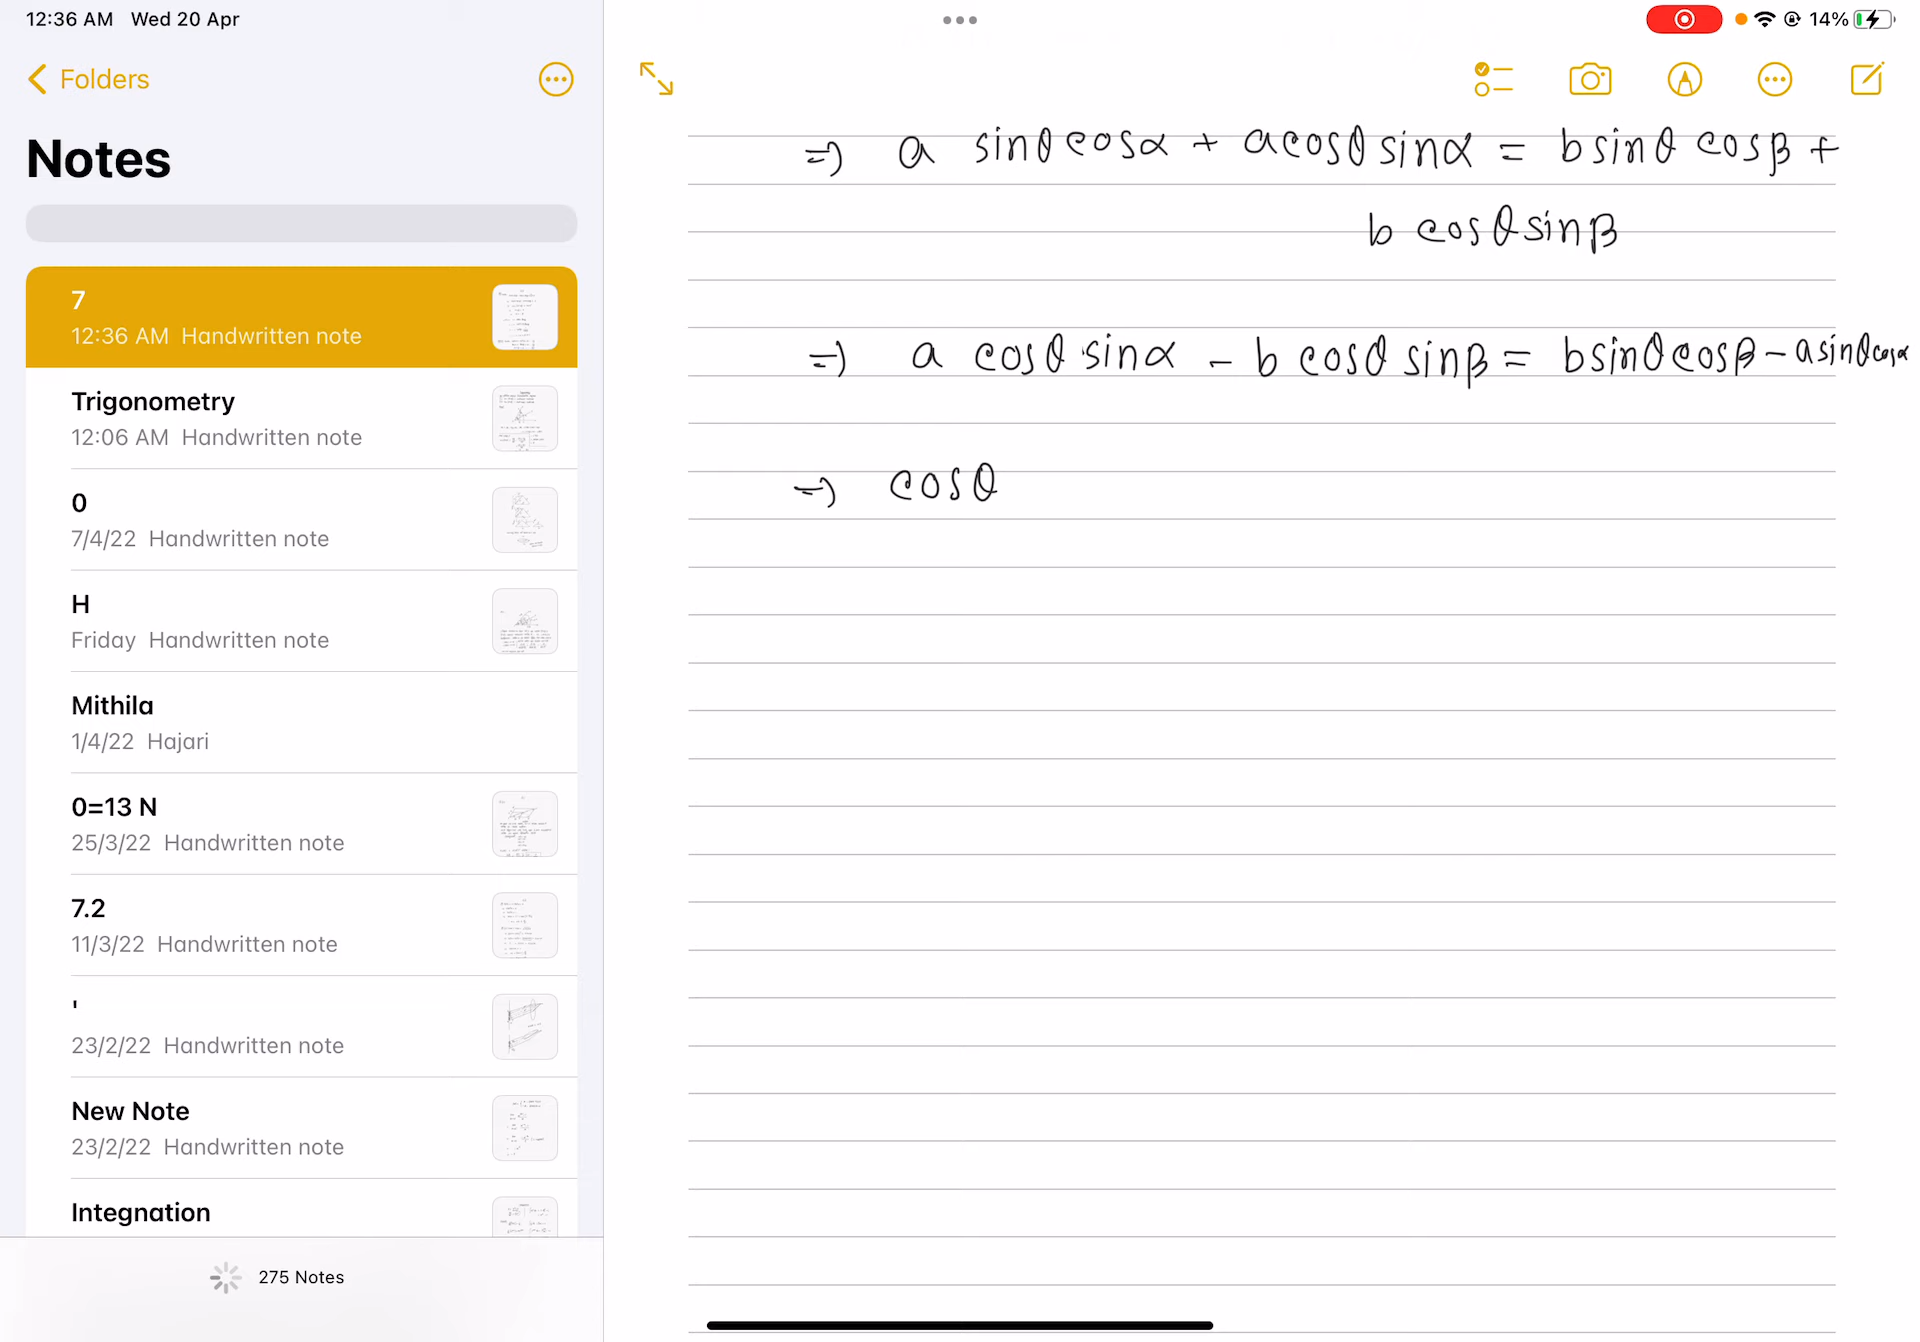 12:36 AM Wed 20 Apr
14%
Folders
Notes
7
12:36 AM Handwritten note
Trigonometry
12:06 AM Handwritten note
0
7/4/22 Handwritten note
H
Friday Handwritten note
Mithila
1/4/22 Hajari
0=13 N
25/3/22 Handwritten note
7.2
11/3/22 Handwritten note
'
23/2/22 Handwritten note
New Note
23/2/22 Handwritten note
Integnation
275 Notes
=) a sinθ cosα + a cosθ sinα = b sinθ cosβ +
b cosθ sinβ
=) a cosθ sinα - b cosθ sinβ = b sinθ cosβ - a sinθ cosα
=) cosθ